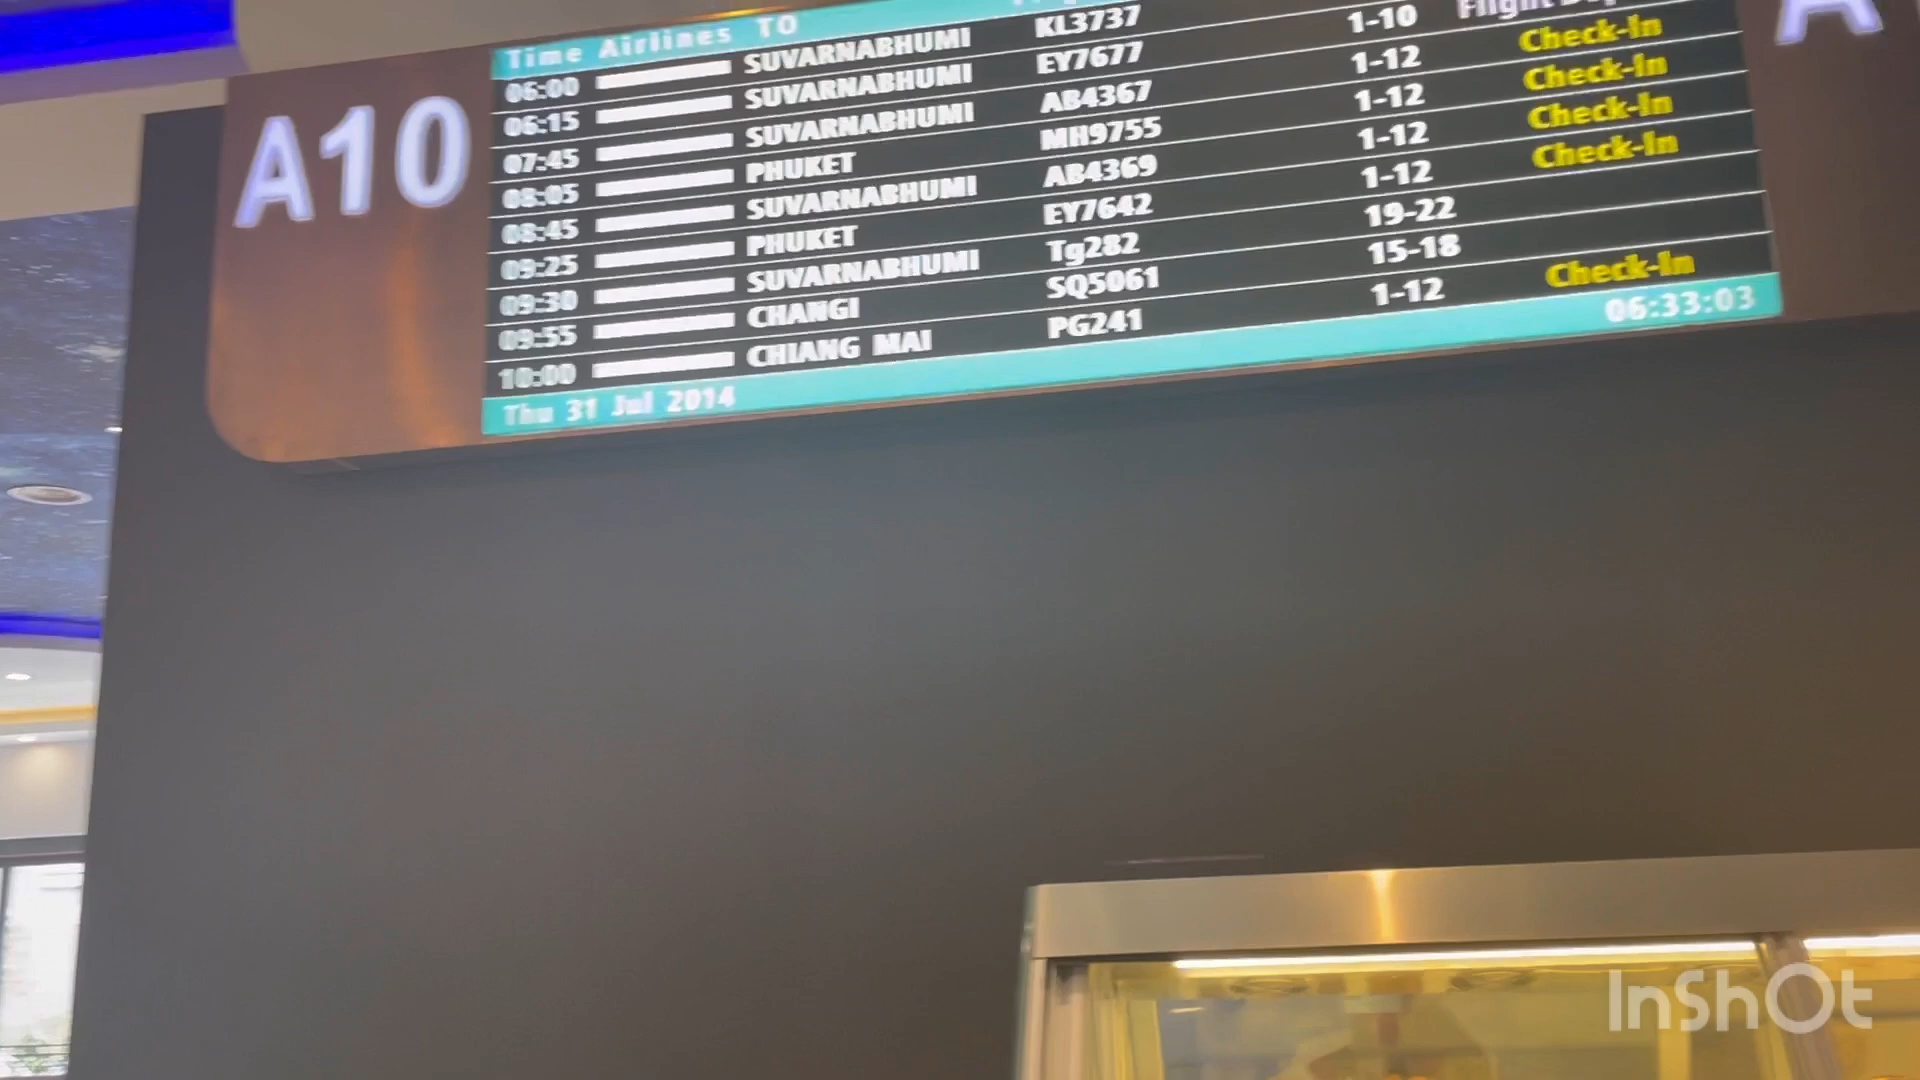 A10
Time Airlines TO
06:00 SUVARNABHUMI KL3737
06:15 SUVARNABHUMI EY7677 1-10 Flight
07:45 SUVARNABHUMI AB4367 1-12 Check-In
08:05 PHUKET MH9755 1-12 Check-In
08:45 SUVARNABHUMI AB4369 1-12 Check-In
09:25 PHUKET EY7642 1-12 Check-In
09:30 SUVARNABHUMI Tg282 19-22
09:55 CHANGI SQ5061 15-18
10:00 CHIANG MAI PG241 1-12 Check-In
Thu 31 Jul 2014 06:33:03
InShOt